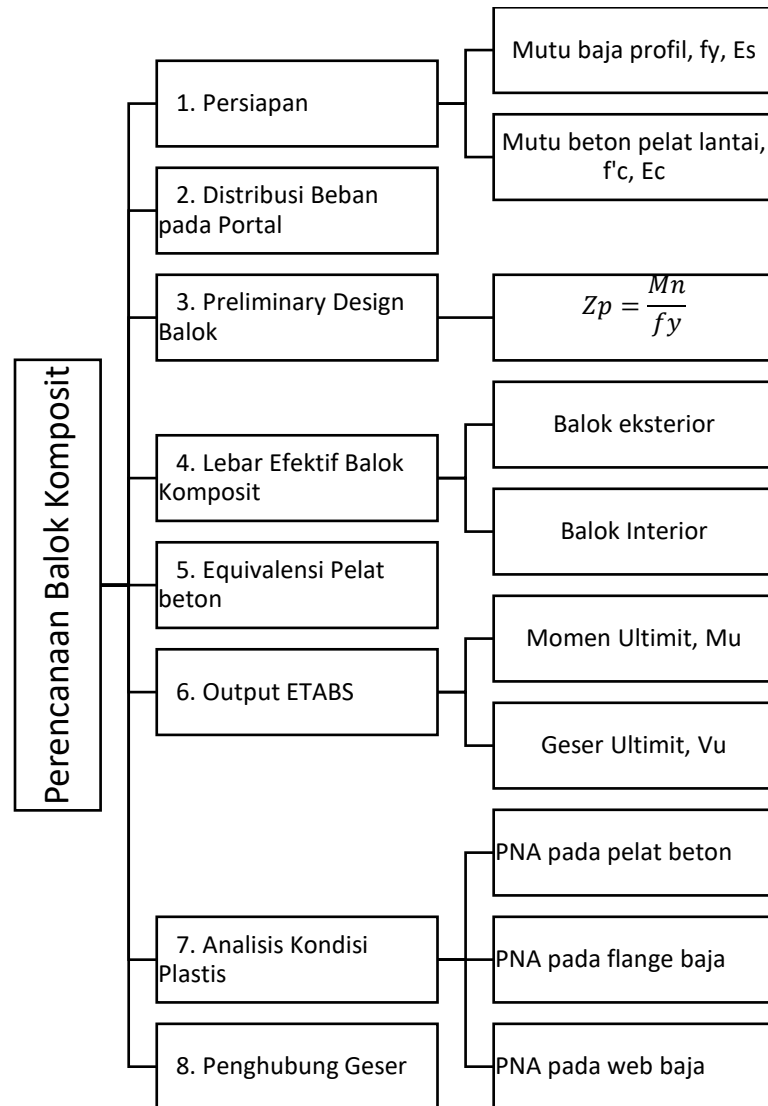 Perencanaan Balok Komposit
1. Persiapan
Mutu baja profil, fy, Es
Mutu beton pelat lantai,
f'c, Ec
2. Distribusi Beban
pada Portal
3. Preliminary Design
Balok
Zp = Mn/fy
4. Lebar Efektif Balok
Komposit
Balok eksterior
Balok Interior
5. Equivalensi Pelat
beton
6. Output ETABS
Momen Ultimit, Mu
Geser Ultimit, Vu
7. Analisis Kondisi
Plastis
PNA pada pelat beton
PNA pada flange baja
PNA pada web baja
8. Penghubung Geser